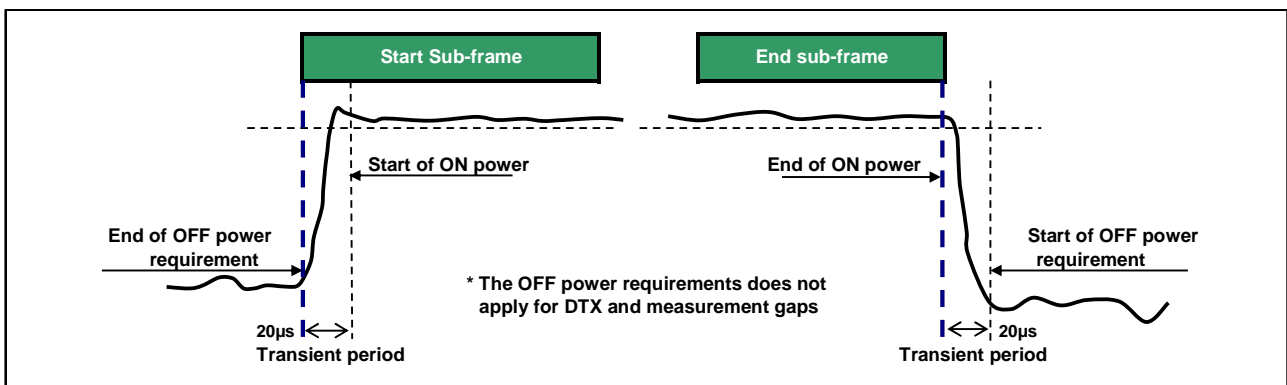 Start Sub-frame
End sub-frame
Start of ON power
End of ON power
End of OFF power
requirement
Start of OFF power
requirement
* The OFF power requirements does not
apply for DTX and measurement gaps
20µs
Transient period
20µs
Transient period